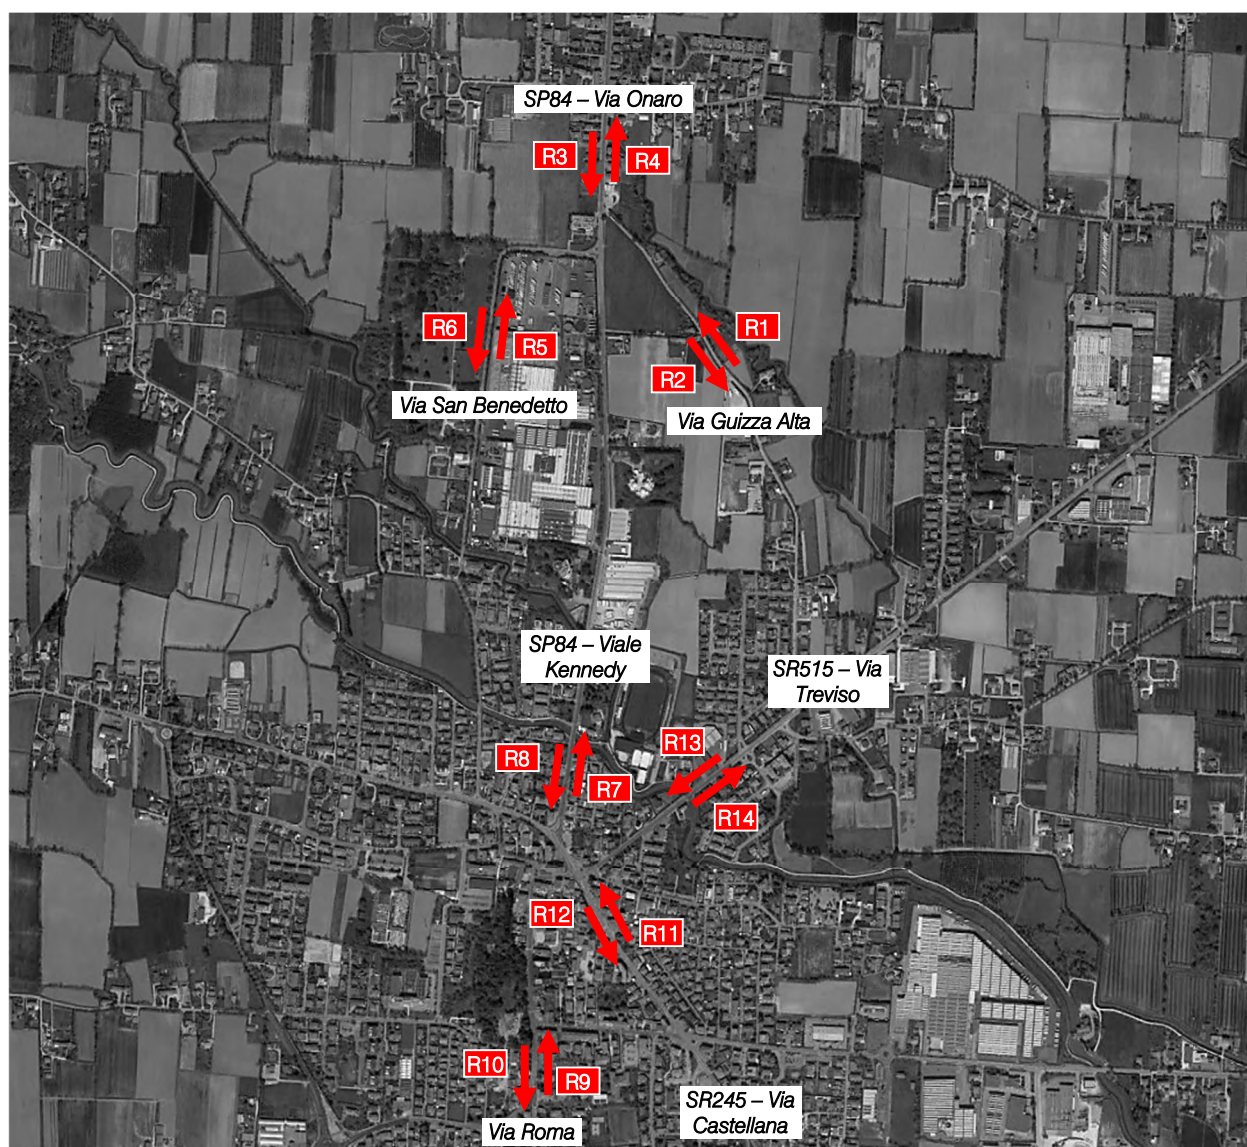 SP84 – Via Onaro
R3
R4
R6
R5
R1
R2
Via San Benedetto
Via Guizza Alta
SP84 – Viale
Kennedy
SR515 – Via
Treviso
R8
R7
R13
R14
R12
R11
R10
R9
Via Roma
SR245 – Via
Castellana